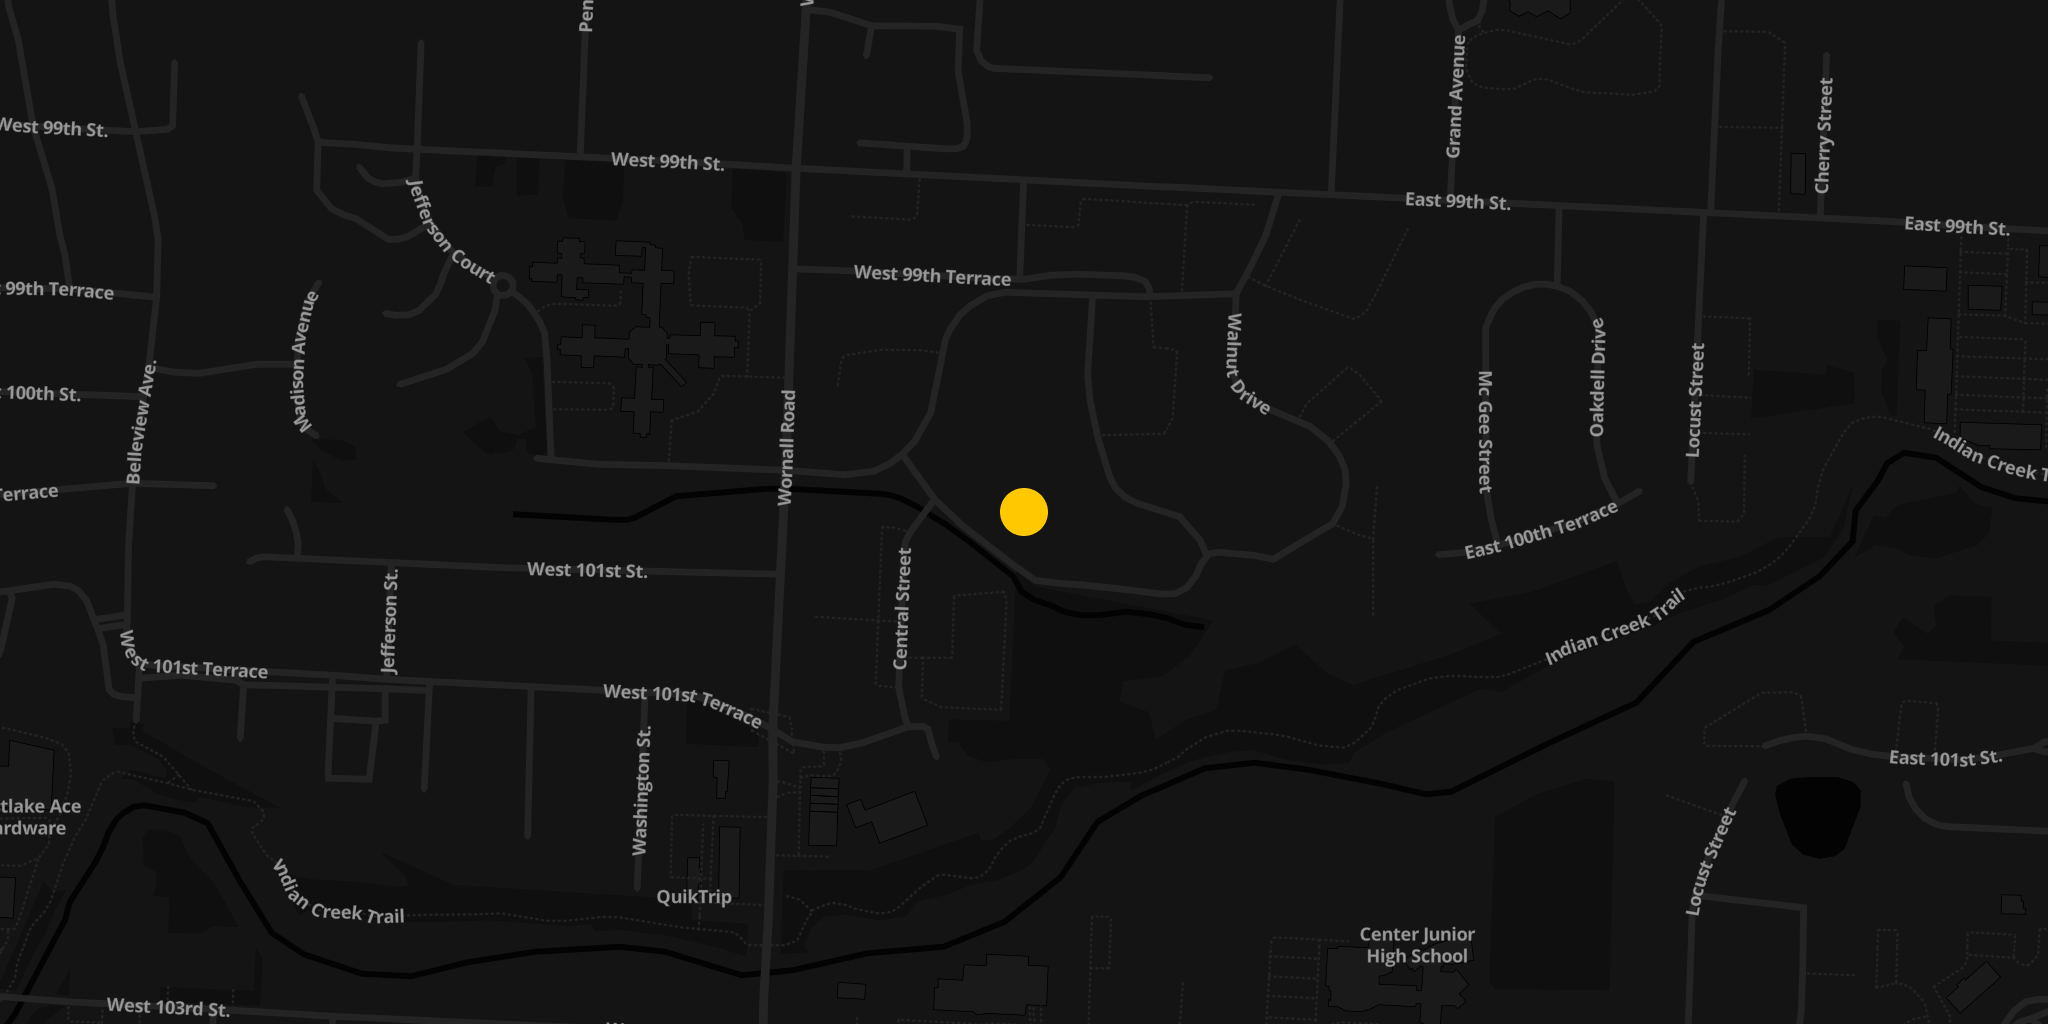 Pen
W
Grand Avenue
Cherry Street
West 99th St.
West 99th St.
East 99th St.
East 99th St.
Jefferson Court
West 99th Terrace
99th Terrace
Madison Avenue
Walnut Drive
Mc Gee Street
Oakdell Drive
Locust Street
100th St.
Belleview Ave.
Wornall Road
Indian Creek T
Terrace
East 100th Terrace
West 101st St.
Jefferson St.
Central Street
Indian Creek Trail
West 101st Terrace
West 101st Terrace
Washington St.
East 101st St.
tlake Ace
ardware
Locust Street
Indian Creek Trail
QuikTrip
Center Junior
High School
West 103rd St.